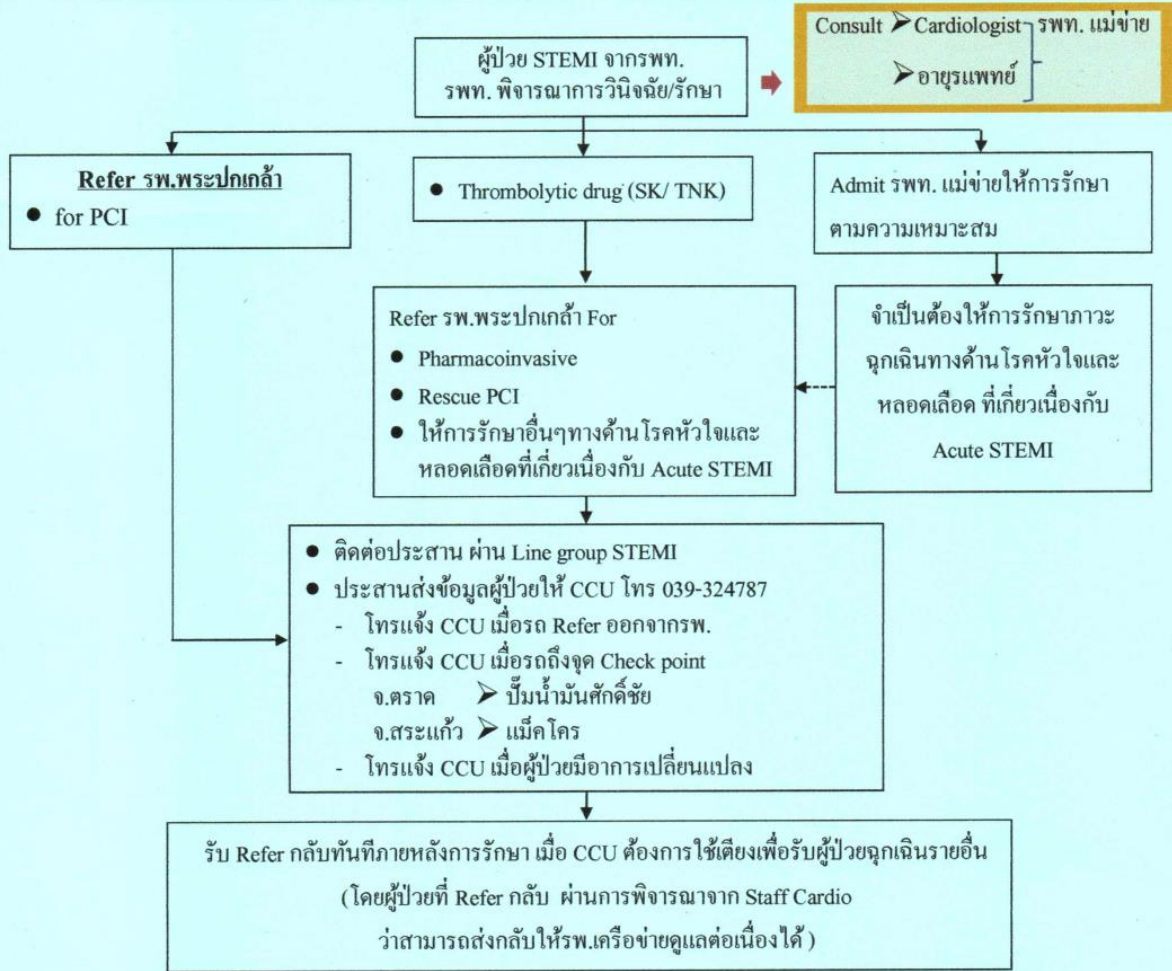 Consult ➢ Cardiologist รพท. แม่ข่าย
➢ อายุรแพทย์
ผู้ป่วย STEMI จากรพท.
รพท. พิจารณาการวินิจฉัย/รักษา
Refer รพ.พระปกเกล้า
● for PCI
● Thrombolytic drug (SK/ TNK)
Admit รพท. แม่ข่ายให้การรักษา
ตามความเหมาะสม
Refer รพ.พระปกเกล้า For
● Pharmacoinvasive
● Rescue PCI
● ให้การรักษาอื่นๆทางด้านโรคหัวใจและ
หลอดเลือดที่เกี่ยวเนื่องกับ Acute STEMI
จำเป็นต้องให้การรักษาภาวะ
ฉุกเฉินทางด้านโรคหัวใจและ
หลอดเลือด ที่เกี่ยวเนื่องกับ
Acute STEMI
● ติดต่อประสาน ผ่าน Line group STEMI
● ประสานส่งข้อมูลผู้ป่วยให้ CCU โทร 039-324787
- โทรแจ้ง CCU เมื่อรถ Refer ออกจากรพ.
- โทรแจ้ง CCU เมื่อรถถึงจุด Check point
จ.ตราด ➢ ปั๊มน้ำมันศักดิ์ชัย
จ.สระแก้ว ➢ แม็คโคร
- โทรแจ้ง CCU เมื่อผู้ป่วยมีอาการเปลี่ยนแปลง
รับ Refer กลับทันทีภายหลังการรักษา เมื่อ CCU ต้องการใช้เตียงเพื่อรับผู้ป่วยฉุกเฉินรายอื่น
(โดยผู้ป่วยที่ Refer กลับ ผ่านการพิจารณาจาก Staff Cardio
ว่าสามารถส่งกลับให้รพ.เครือข่ายดูแลต่อเนื่องได้ )